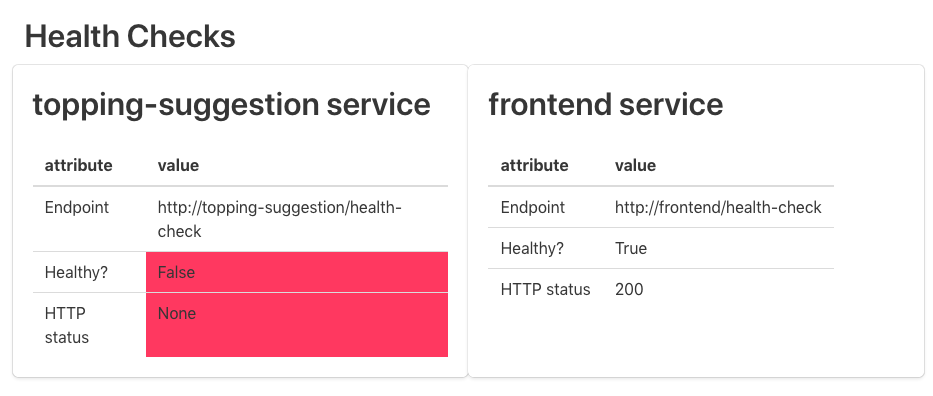 Health Checks
topping-suggestion service
attribute value
Endpoint http://topping-suggestion/health-
check
Healthy? False
HTTP None
status
frontend service
attribute value
Endpoint http://frontend/health-check
Healthy? True
HTTP status 200